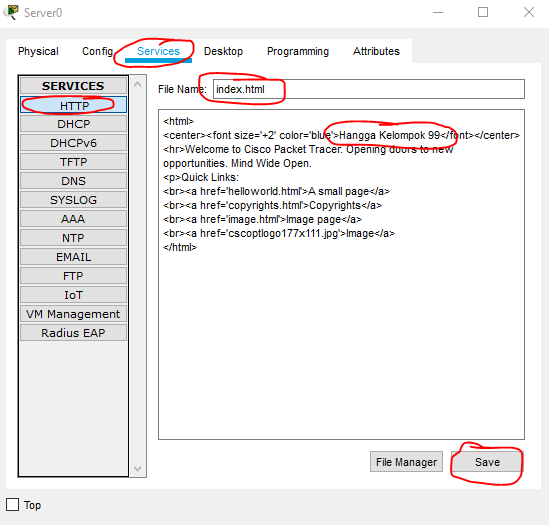 Server0
Physical Config Services Desktop Programming Attributes
SERVICES
HTTP
DHCP
DHCPv6
TFTP
DNS
SYSLOG
AAA
NTP
EMAIL
FTP
IoT
VM Management
Radius EAP
File Name: index.html
<html>
<center><font size='+2' color='blue'>Hangga Kelompok 99</font></center>
<hr>Welcome to Cisco Packet Tracer. Opening doors to new
opportunities. Mind Wide Open.
<p>Quick Links:
<br><a href='helloworld.html'>A small page</a>
<br><a href='copyrights.html'>Copyrights</a>
<br><a href='image.html'>Image page</a>
<br><a href='cscoptlogo177x111.jpg'>Image</a>
</html>
File Manager Save
Top